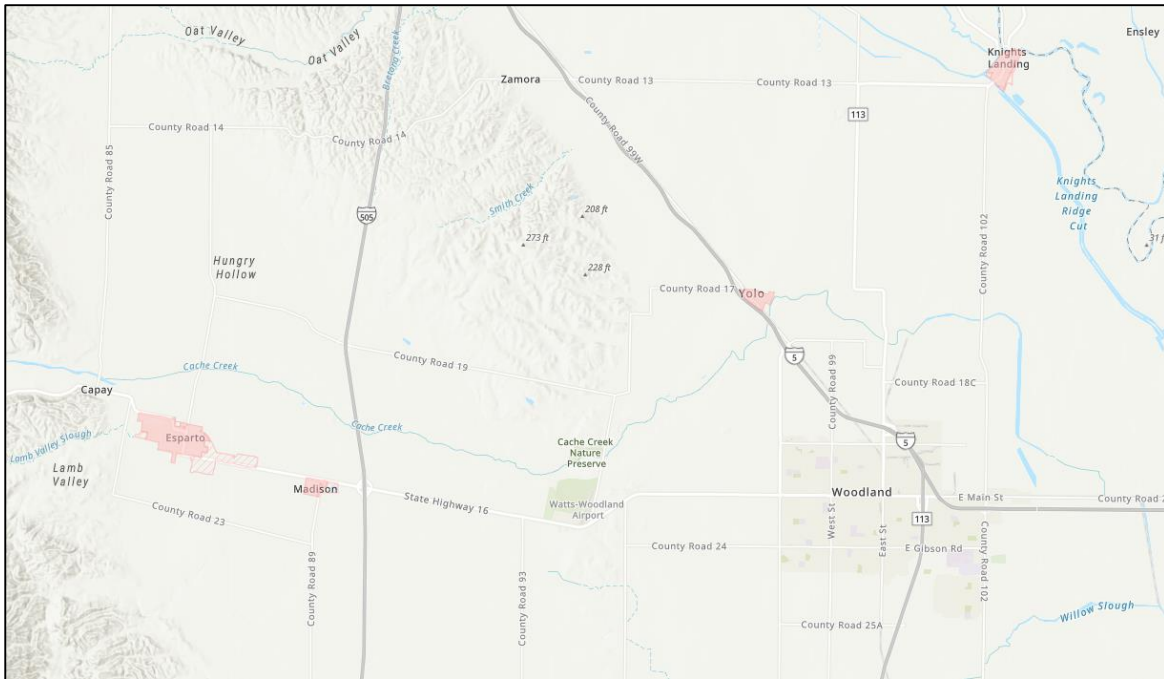 Oat Valley
Oat Valley
Bretona Creek
Ensley
Knights
Landing
Zamora
County Road 13
County Road 13
113
County Road 14
County Road 14
County Road 85
County Road 99W
Knights
Landing
Ridge
Cut
Smith Creek
505
208 ft
273 ft
228 ft
31 f
County Road 102
Hungry
Hollow
County Road 17
Yolo
Cache Creek
County Road 19
5
County Road 99
County Road 18C
Capay
Cache Creek
Esparto
Lamb Valley Slough
Lamb
Valley
Cache Creek
Nature
Preserve
5
Madison
State Highway 16
Watts-Woodland
Airport
Woodland
E Main St
County Road 2
County Road 23
113
West St
East St
County Road 24
E Gibson Rd
County Road 89
County Road 93
County Road 102
Willow Slough
County Road 25A